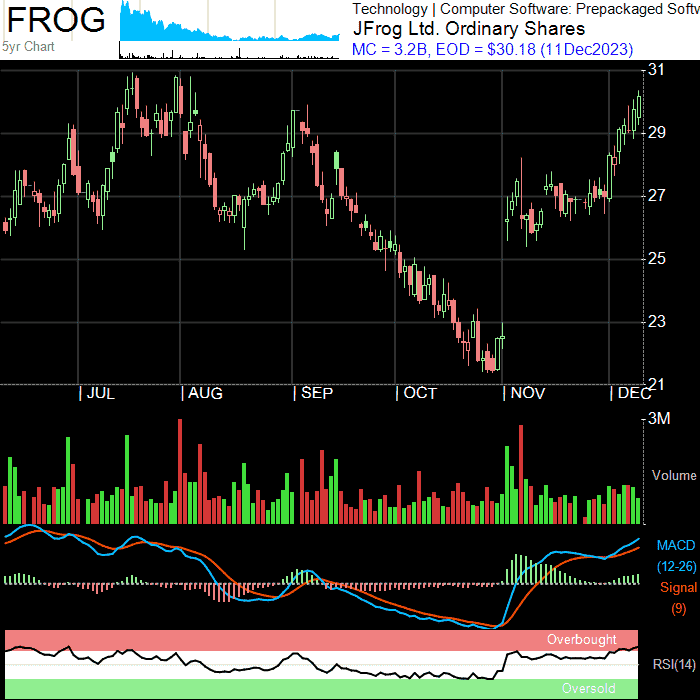 FROG
5yr Chart
Technology | Computer Software: Prepackaged Softw
JFrog Ltd. Ordinary Shares
MC = 3.2B, EOD = $30.18 (11Dec2023)
31
29
27
25
23
21
| JUL | AUG | SEP | OCT | NOV | DEC
3M
Volume
MACD
(12-26)
Signal
(9)
Overbought
RSI(14)
Oversold